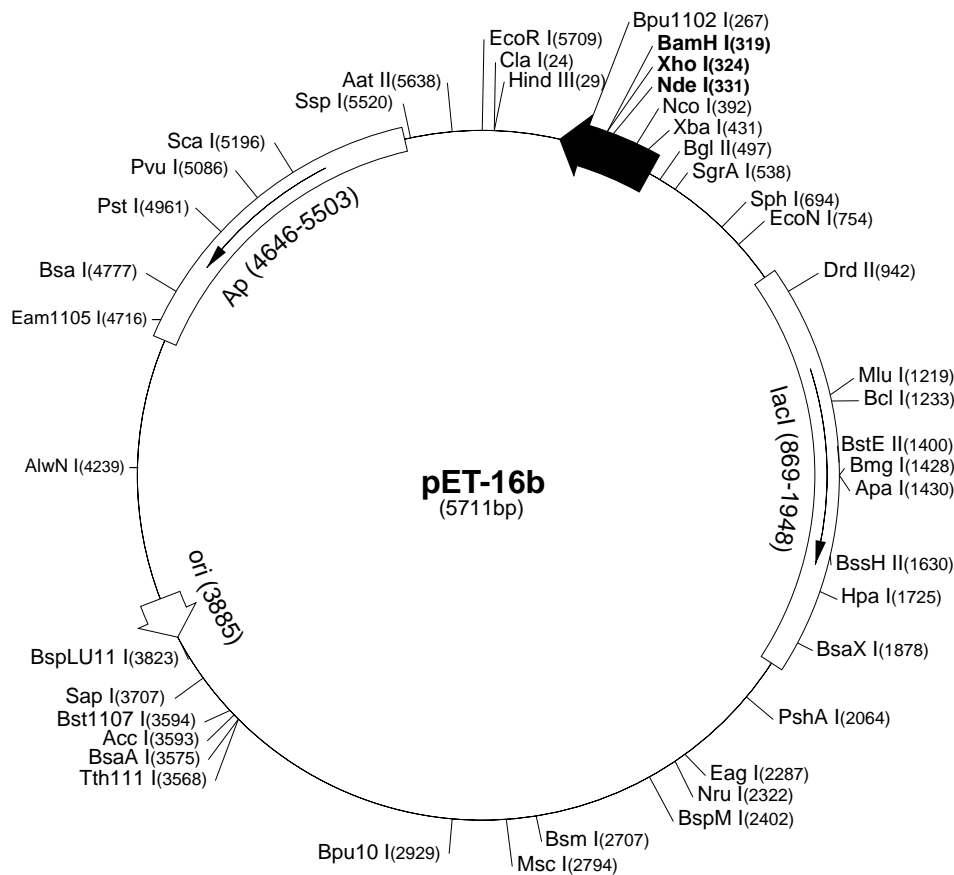 EcoR I(5709)
Cla I(24)
Hind III(29)
Bpu1102 I(267)
BamH I(319)
Xho I(324)
Nde I(331)
Nco I(392)
Xba I(431)
Bgl II(497)
SgrA I(538)
Sph I(694)
EcoN I(754)
Drd II(942)
Mlu I(1219)
Bcl I(1233)
BstE II(1400)
Bmg I(1428)
Apa I(1430)
BssH II(1630)
Hpa I(1725)
BsaX I(1878)
PshA I(2064)
Eag I(2287)
Nru I(2322)
BspM I(2402)
Bsm I(2707)
Msc I(2794)
Bpu10 I(2929)
Tth111 I(3568)
BsaA I(3575)
Acc I(3593)
Bst1107 I(3594)
Sap I(3707)
BspLU11 I(3823)
AlwN I(4239)
Eam1105 I(4716)
Bsa I(4777)
Pst I(4961)
Pvu I(5086)
Sca I(5196)
Ssp I(5520)
Aat II(5638)
Ap (4646-5503)
lacI (869-1948)
ori (3885)
pET-16b
(5711bp)